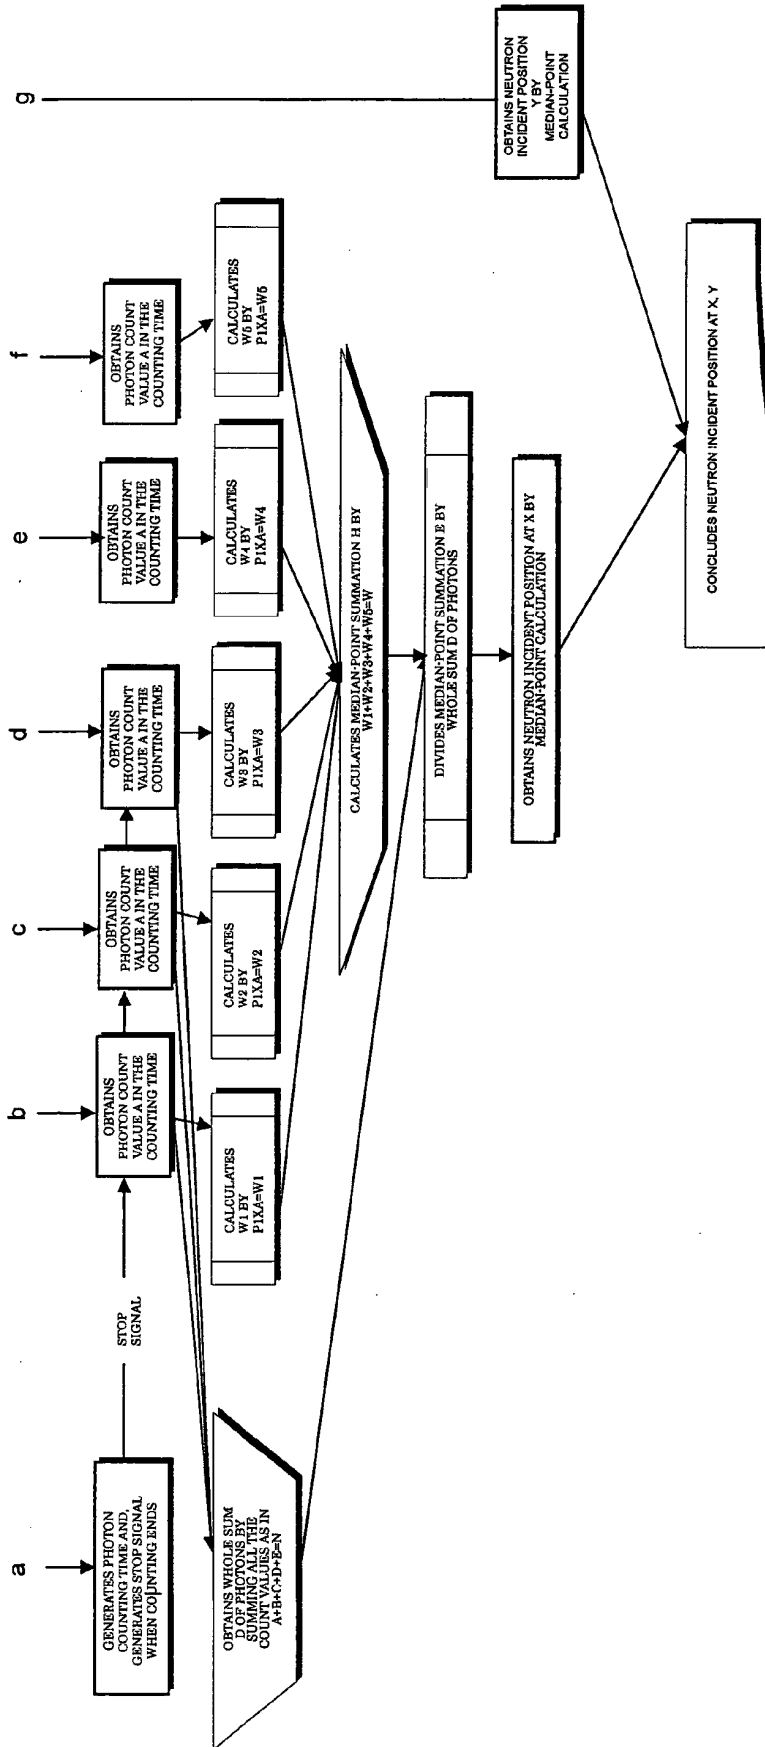 a
b
c
d
e
f
g
GENERATES PHOTON
COUNTING TIME AND,
GENERATES STOP SIGNAL
WHEN COUNTING ENDS
STOP
SIGNAL
OBTAINS
PHOTON COUNT
VALUE A IN THE
COUNTING TIME
OBTAINS
PHOTON COUNT
VALUE A IN THE
COUNTING TIME
OBTAINS
PHOTON COUNT
VALUE A IN THE
COUNTING TIME
OBTAINS
PHOTON COUNT
VALUE A IN THE
COUNTING TIME
OBTAINS
PHOTON COUNT
VALUE A IN THE
COUNTING TIME
OBTAINS WHOLE SUM
D OF PHOTONS BY
SUMMING ALL THE
COUNT VALUES AS IN
A+B+C+D+E=N
CALCULATES
W1 BY
P1XA=W1
CALCULATES
W2 BY
P1XA=W2
CALCULATES
W3 BY
P1XA=W3
CALCULATES
W4 BY
P1XA=W4
CALCULATES
W5 BY
P1XA=W5
CALCULATES MEDIAN-POINT SUMMATION H BY
W1+W2+W3+W4+W5=W
DIVIDES MEDIAN-POINT SUMMATION E BY
WHOLE SUM D OF PHOTONS
OBTAINS NEUTRON INCIDENT POSITION AT X BY
MEDIAN-POINT CALCULATION
OBTAINS NEUTRON
INCIDENT POSITION
Y BY
MEDIAN-POINT
CALCULATION
CONCLUDES NEUTRON INCIDENT POSITION AT X, Y